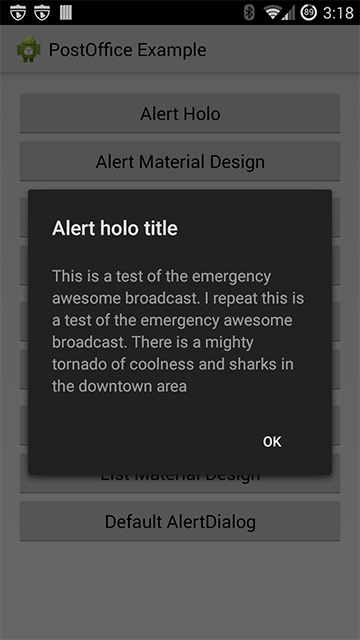 89 3:18
PostOffice Example
Alert Holo
Alert Material Design
Alert holo title
This is a test of the emergency
awesome broadcast. I repeat this is
a test of the emergency awesome
broadcast. There is a mighty
tornado of coolness and sharks in
the downtown area
OK
List Material Design
Default AlertDialog